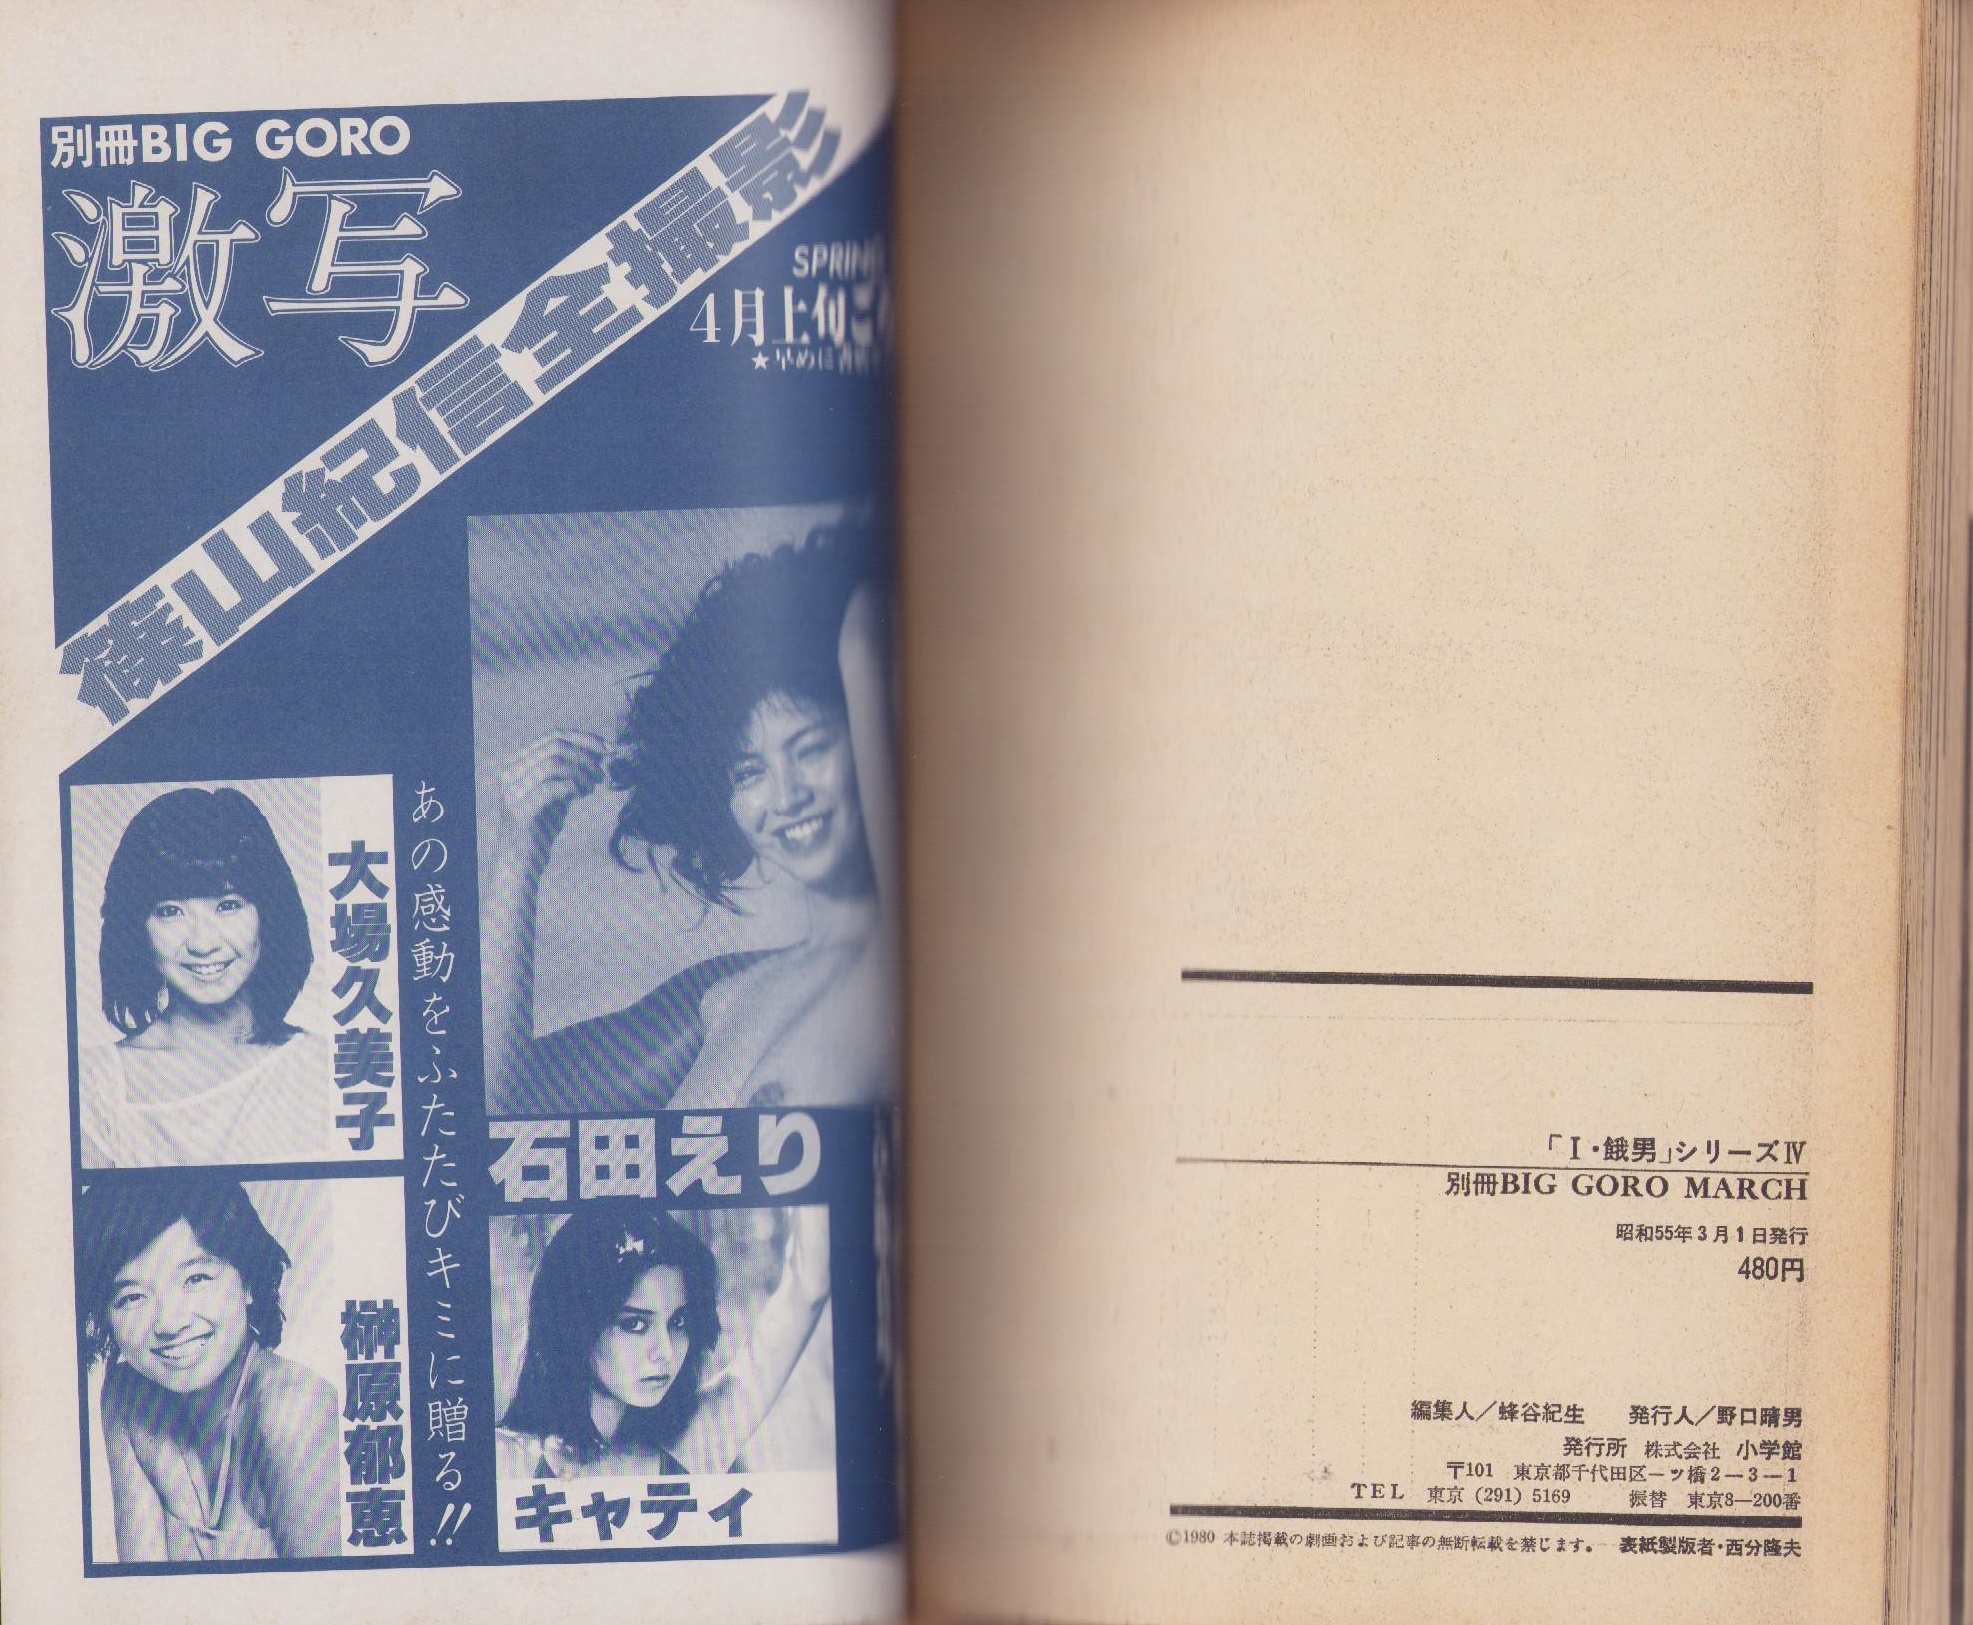 別冊BIG GORO
激写
篠山紀信全撮影
4月上旬
大場久美子
あの感動をふたたびキミに贈る!!
石田えり
榊原郁恵
キャティ
「I・餓男」シリーズⅣ
別冊BIG GORO MARCH
昭和55年3月1日発行
480円
編集人／蜂谷紀生　発行人／野口晴男
発行所 株式会社 小学館
〒101 東京都千代田区一ツ橋2―3―1
TEL 東京 (291) 5169　振替 東京8―200番
©1980 本誌掲載の劇画および記事の無断転載を禁じます。 表紙製版者・西分隆夫